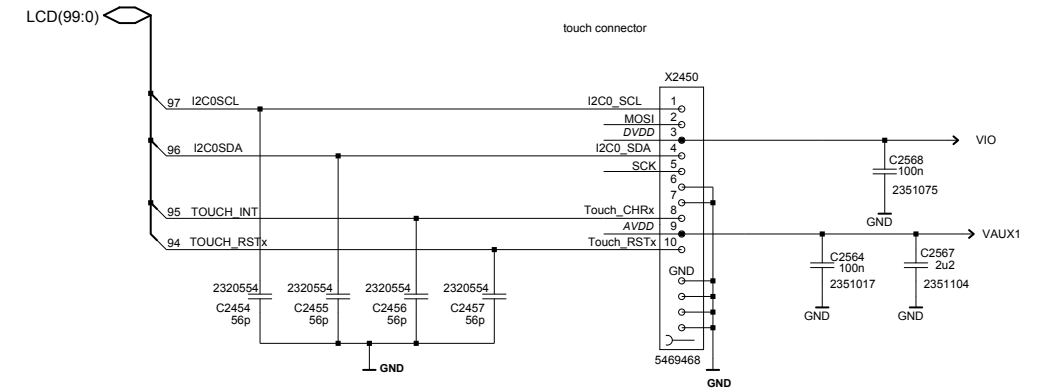 LCD(99:0)
touch connector
X2450
97 I2C0SCL
I2C0_SCL 1
MOSI 2
DVDD 3
VIO
96 I2C0SDA
I2C0_SDA 4
SCK 5
6
C2568
100n
2351075
GND
7
95 TOUCH_INT
Touch_CHRx 8
AVDD 9
VAUX1
94 TOUCH_RSTx
Touch_RSTx 10
GND
C2564
100n
2351017
GND
C2567
2u2
2351104
GND
2320554
C2454
56p
2320554
C2455
56p
2320554
C2456
56p
2320554
C2457
56p
GND
5469468
GND